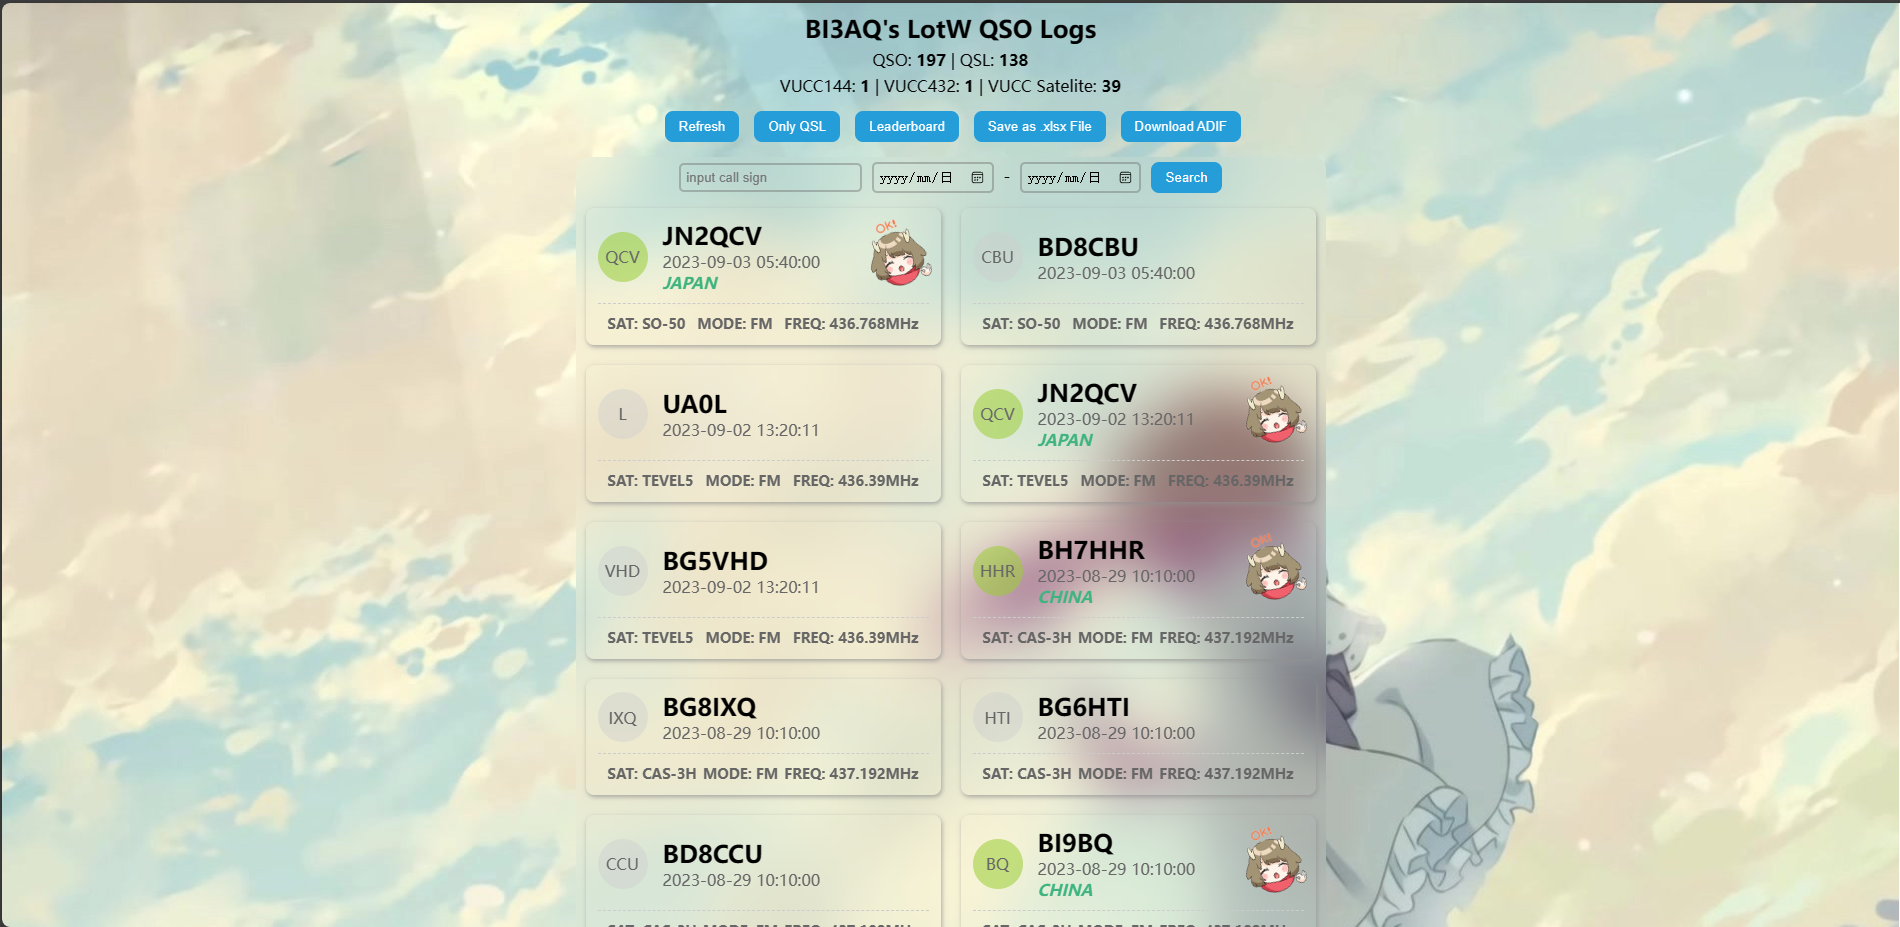 BI3AQ's LotW QSO Logs
QSO: 197 | QSL: 138
VUCC144: 1 | VUCC432: 1 | VUCC Satelite: 39
Refresh Only QSL Leaderboard Save as .xlsx File Download ADIF
input call sign yyyy/mm/日 - yyyy/mm/日 Search
QCV
JN2QCV
2023-09-03 05:40:00
JAPAN
OK!
SAT: SO-50 MODE: FM FREQ: 436.768MHz
CBU
BD8CBU
2023-09-03 05:40:00
SAT: SO-50 MODE: FM FREQ: 436.768MHz
L
UA0L
2023-09-02 13:20:11
SAT: TEVEL5 MODE: FM FREQ: 436.39MHz
QCV
JN2QCV
2023-09-02 13:20:11
JAPAN
OK!
SAT: TEVEL5 MODE: FM FREQ: 436.39MHz
VHD
BG5VHD
2023-09-02 13:20:11
SAT: TEVEL5 MODE: FM FREQ: 436.39MHz
HHR
BH7HHR
2023-08-29 10:10:00
CHINA
OK!
SAT: CAS-3H MODE: FM FREQ: 437.192MHz
IXQ
BG8IXQ
2023-08-29 10:10:00
SAT: CAS-3H MODE: FM FREQ: 437.192MHz
HTI
BG6HTI
2023-08-29 10:10:00
SAT: CAS-3H MODE: FM FREQ: 437.192MHz
CCU
BD8CCU
2023-08-29 10:10:00
BQ
BI9BQ
2023-08-29 10:10:00
CHINA
OK!